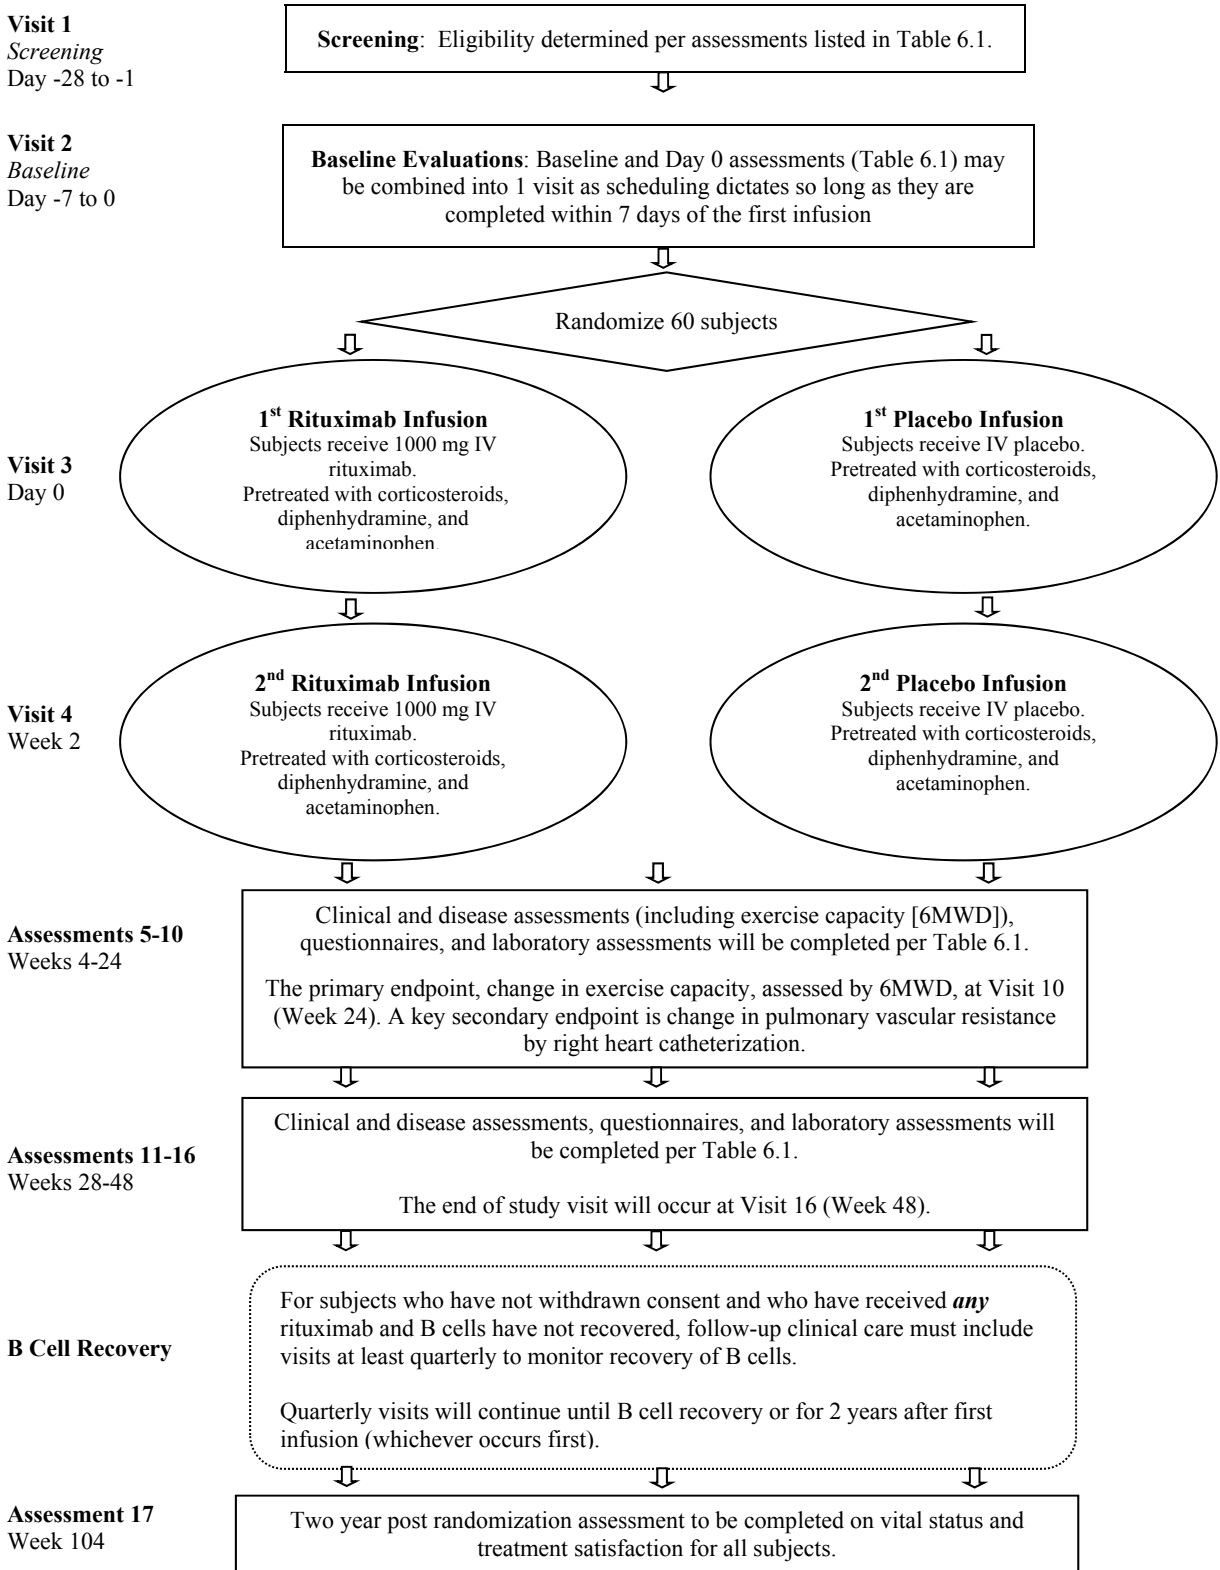 Visit 1
Screening
Day -28 to -1
Screening: Eligibility determined per assessments listed in Table 6.1.
Visit 2
Baseline
Day -7 to 0
Baseline Evaluations: Baseline and Day 0 assessments (Table 6.1) may
be combined into 1 visit as scheduling dictates so long as they are
completed within 7 days of the first infusion
Randomize 60 subjects
Visit 3
Day 0
1st Rituximab Infusion
Subjects receive 1000 mg IV
rituximab.
Pretreated with corticosteroids,
diphenhydramine, and
acetaminophen.
1st Placebo Infusion
Subjects receive IV placebo.
Pretreated with corticosteroids,
diphenhydramine, and
acetaminophen.
Visit 4
Week 2
2nd Rituximab Infusion
Subjects receive 1000 mg IV
rituximab.
Pretreated with corticosteroids,
diphenhydramine, and
acetaminophen.
2nd Placebo Infusion
Subjects receive IV placebo.
Pretreated with corticosteroids,
diphenhydramine, and
acetaminophen.
Assessments 5-10
Weeks 4-24
Clinical and disease assessments (including exercise capacity [6MWD]),
questionnaires, and laboratory assessments will be completed per Table 6.1.
The primary endpoint, change in exercise capacity, assessed by 6MWD, at Visit 10
(Week 24). A key secondary endpoint is change in pulmonary vascular resistance
by right heart catheterization.
Assessments 11-16
Weeks 28-48
Clinical and disease assessments, questionnaires, and laboratory assessments will
be completed per Table 6.1.
The end of study visit will occur at Visit 16 (Week 48).
B Cell Recovery
For subjects who have not withdrawn consent and who have received any
rituximab and B cells have not recovered, follow-up clinical care must include
visits at least quarterly to monitor recovery of B cells.
Quarterly visits will continue until B cell recovery or for 2 years after first
infusion (whichever occurs first).
Assessment 17
Week 104
Two year post randomization assessment to be completed on vital status and
treatment satisfaction for all subjects.